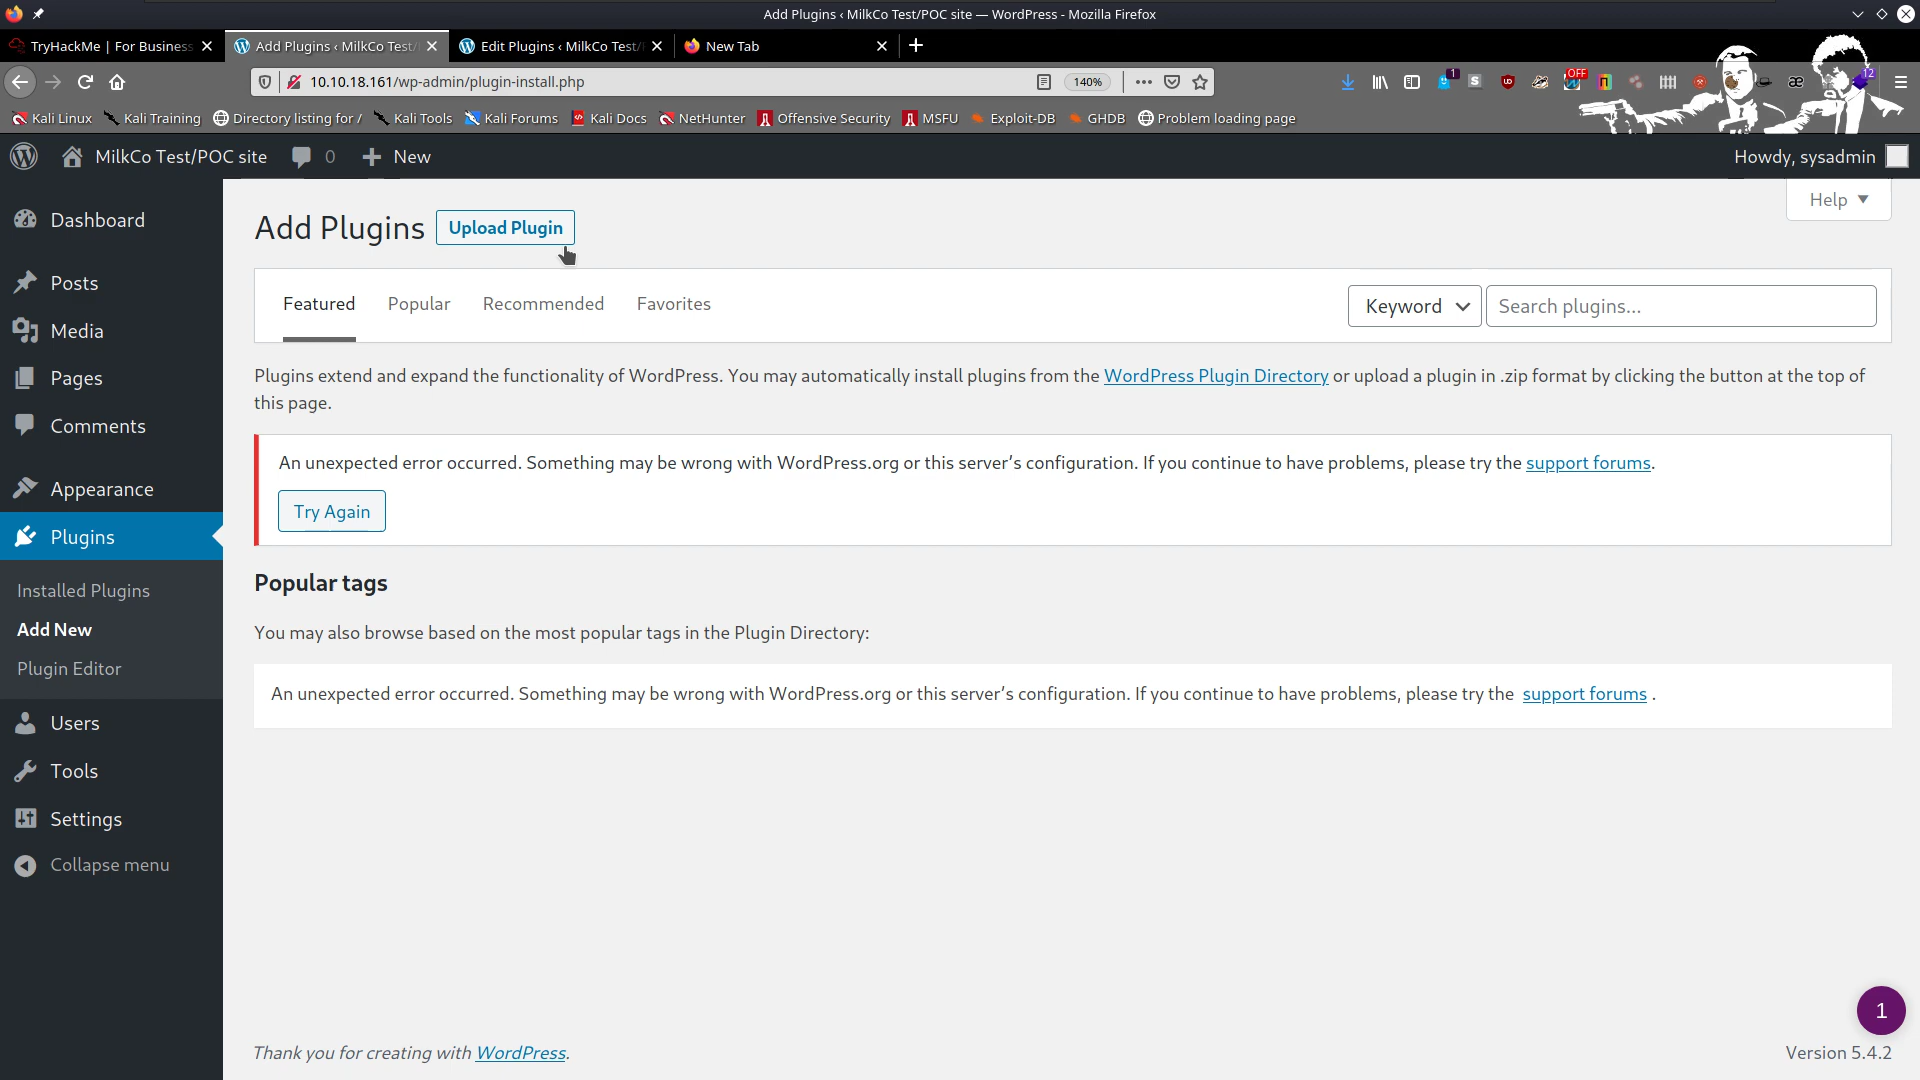 Add Plugins ‹ MilkCo Test/POC site — WordPress - Mozilla Firefox
TryHackMe | For Business
Add Plugins ‹ MilkCo Test/
Edit Plugins ‹ MilkCo Test/
New Tab
10.10.18.161/wp-admin/plugin-install.php
140%
1
OFF
12
Kali Linux
Kali Training
Directory listing for /
Kali Tools
Kali Forums
Kali Docs
NetHunter
Offensive Security
MSFU
Exploit-DB
GHDB
Problem loading page
MilkCo Test/POC site
0
New
Howdy, sysadmin
Dashboard
Posts
Media
Pages
Comments
Appearance
Plugins
Installed Plugins
Add New
Plugin Editor
Users
Tools
Settings
Collapse menu
Help
Add Plugins
Upload Plugin
Featured
Popular
Recommended
Favorites
Keyword
Search plugins...
Plugins extend and expand the functionality of WordPress. You may automatically install plugins from the WordPress Plugin Directory or upload a plugin in .zip format by clicking the button at the top of
this page.
An unexpected error occurred. Something may be wrong with WordPress.org or this server’s configuration. If you continue to have problems, please try the support forums.
Try Again
Popular tags
You may also browse based on the most popular tags in the Plugin Directory:
An unexpected error occurred. Something may be wrong with WordPress.org or this server’s configuration. If you continue to have problems, please try the support forums .
1
Thank you for creating with WordPress.
Version 5.4.2